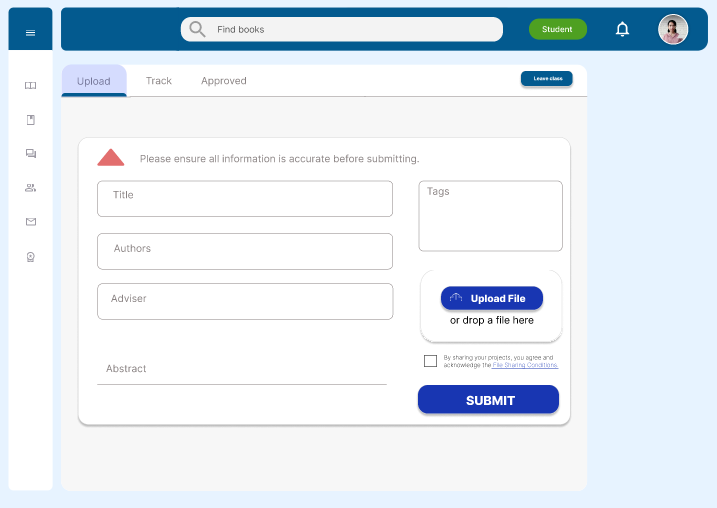 Find books
Student
Upload
Track
Approved
Leave class
Please ensure all information is accurate before submitting.
Title
Tags
Authors
Adviser
Upload File
or drop a file here
By sharing your projects, you agree and
acknowledge the File Sharing Conditions.
Abstract
SUBMIT